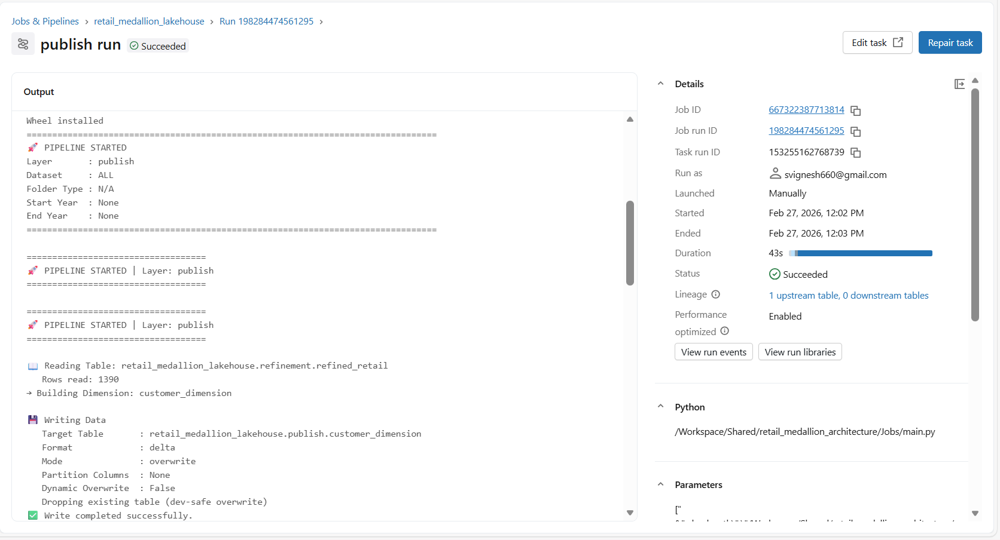 Jobs & Pipelines › retail_medallion_lakehouse › Run 198284474561295 ›
publish run Succeeded
Edit task
Repair task
Output
Wheel installed
================================================================================
🚀 PIPELINE STARTED
Layer : publish
Dataset : ALL
Folder Type : N/A
Start Year : None
End Year : None
================================================================================
===================================
🚀 PIPELINE STARTED | Layer: publish
===================================
===================================
🚀 PIPELINE STARTED | Layer: publish
===================================
📖 Reading Table: retail_medallion_lakehouse.refinement.refined_retail
Rows read: 1390
→ Building Dimension: customer_dimension
💾 Writing Data
Target Table : retail_medallion_lakehouse.publish.customer_dimension
Format : delta
Mode : overwrite
Partition Columns : None
Dynamic Overwrite : False
Dropping existing table (dev-safe overwrite)
✅ Write completed successfully.
Details
Job ID 667322387713814
Job run ID 198284474561295
Task run ID 153255162768739
Run as svignesh660@gmail.com
Launched Manually
Started Feb 27, 2026, 12:02 PM
Ended Feb 27, 2026, 12:03 PM
Duration 43s
Status Succeeded
Lineage 1 upstream table, 0 downstream tables
Performance Enabled
optimized
View run events View run libraries
Python
/Workspace/Shared/retail_medallion_architecture/Jobs/main.py
Parameters
["